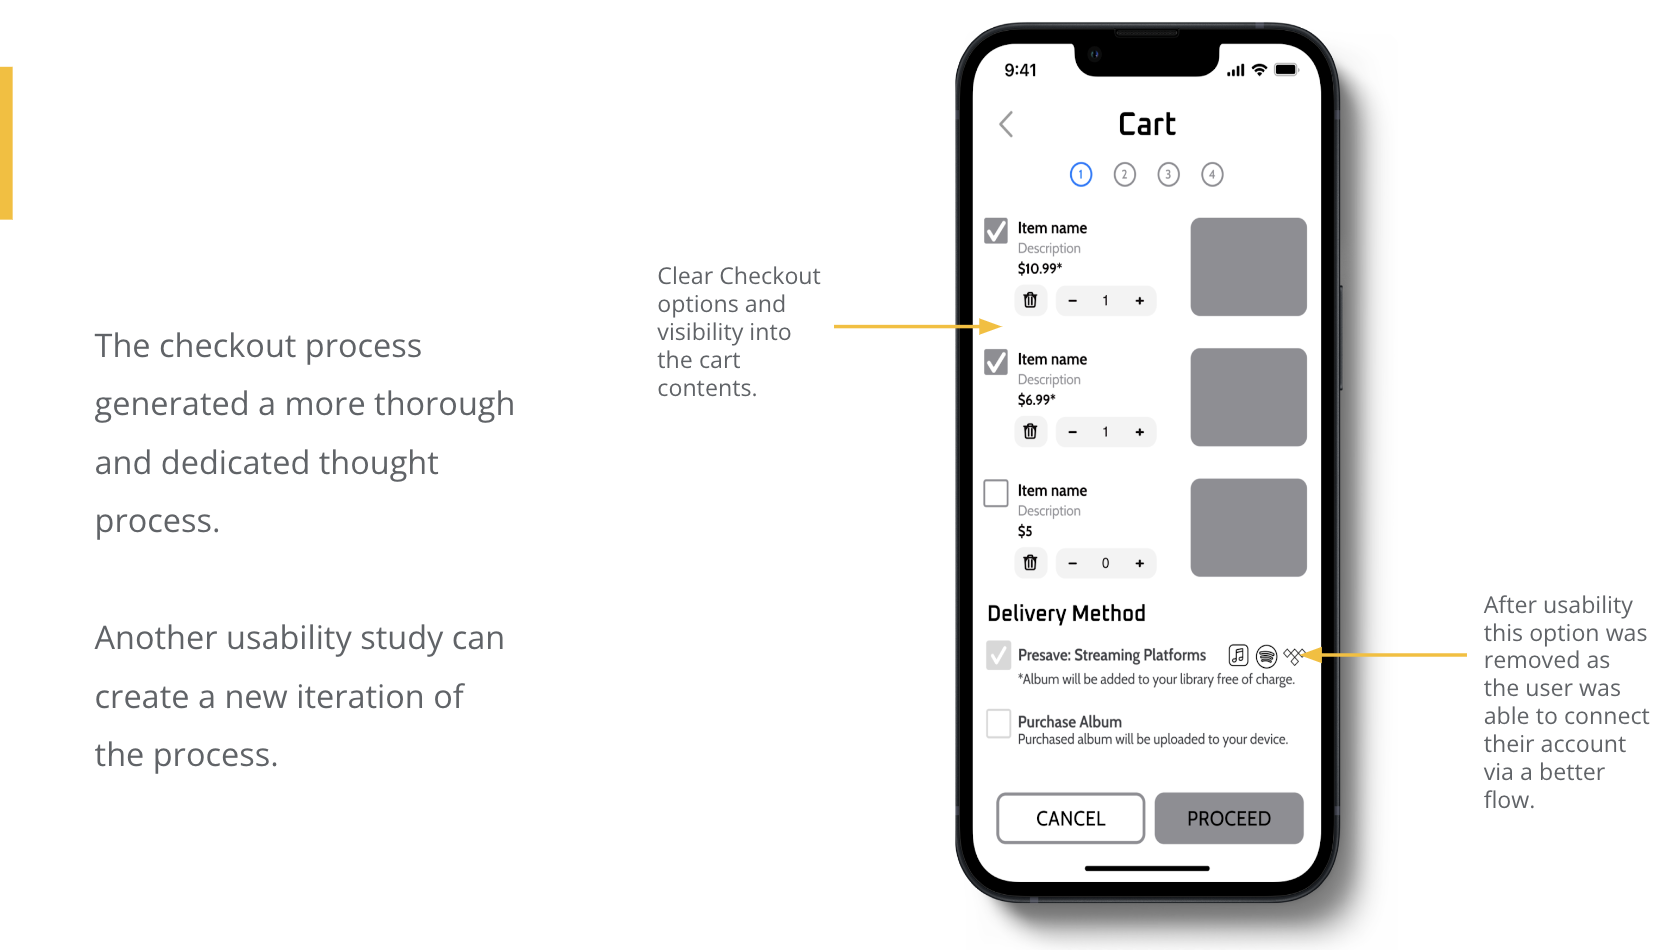 The checkout process
generated a more thorough
and dedicated thought
process.
Another usability study can
create a new iteration of
the process.
Clear Checkout
options and
visibility into
the cart
contents.
9:41
Cart
1 2 3 4
Item name
Description
$10.99*
- 1 +
Item name
Description
$6.99*
- 1 +
Item name
Description
$5
- 0 +
Delivery Method
Presave: Streaming Platforms
*Album will be added to your library free of charge.
Purchase Album
Purchased album will be uploaded to your device.
CANCEL PROCEED
After usability
this option was
removed as
the user was
able to connect
their account
via a better
flow.